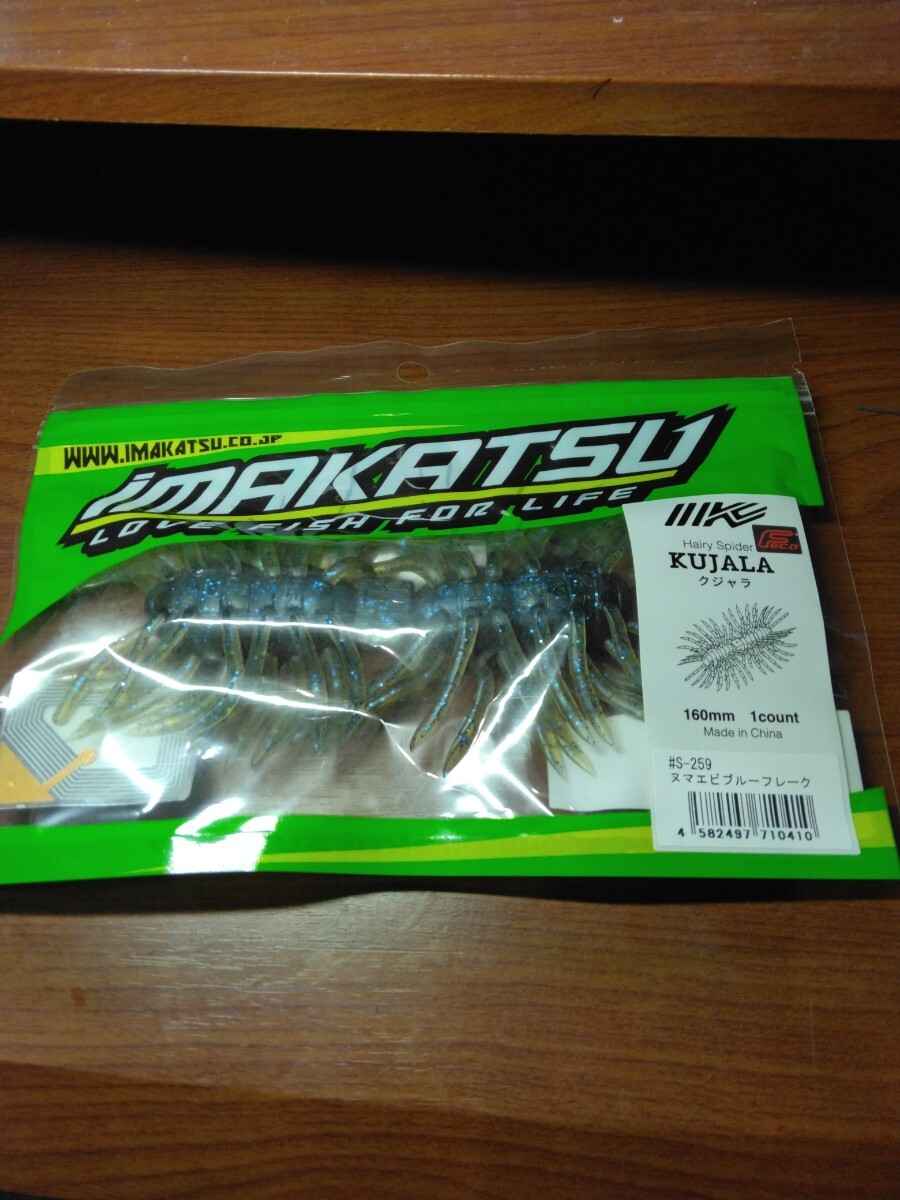 WWW.IMAKATSU.CO.JP
iMAKATSU
LOVE FISH FOR LIFE
IKE
Hairy Spider
FECO
KUJALA
クジャラ
160mm 1count
Made in China
#S-259
ヌマエビブルーフレーク
4 582497 710410